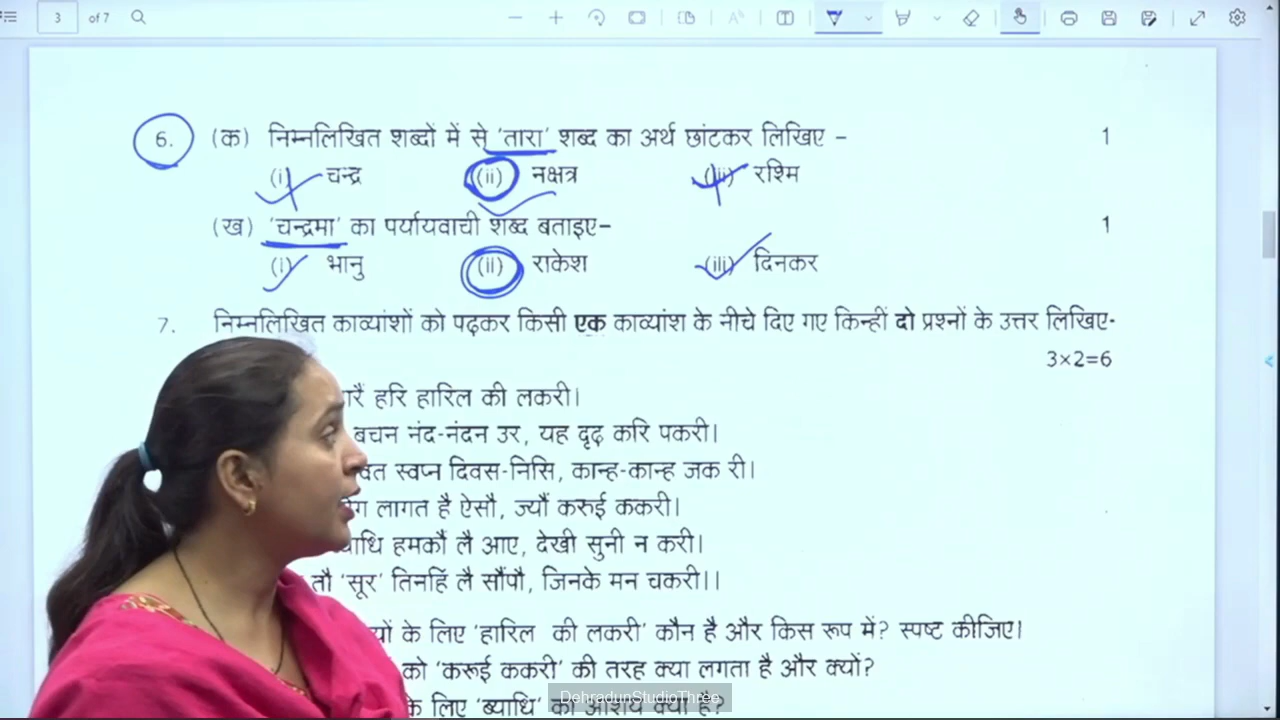 3 of 7
6. (क) निम्नलिखित शब्दों में से 'तारा' शब्द का अर्थ छांटकर लिखिए – 1
(i) चन्द्र (ii) नक्षत्र (iii) रश्मि
(ख) 'चन्द्रमा' का पर्यायवाची शब्द बताइए– 1
(i) भानु (ii) राकेश (iii) दिनकर
7. निम्नलिखित काव्यांशों को पढ़कर किसी एक काव्यांश के नीचे दिए गए किन्हीं दो प्रश्नों के उत्तर लिखिए-
3×2=6
हरि हारिल की लकरी।
बचन नंद-नंदन उर, यह दृढ़ करि पकरी।
स्वप्न दिवस-निसि, कान्ह-कान्ह जक री।
लागत है ऐसौ, ज्यौं करुई ककरी।
हमकौं लै आए, देखी सुनी न करी।
तौ 'सूर' तिनहिं लै सौंपौ, जिनके मन चकरी।।
के लिए 'हारिल की लकरी' कौन है और किस रूप में? स्पष्ट कीजिए।
को 'करूई ककरी' की तरह क्या लगता है और क्यों?
के लिए 'ब्याधि' का आशय क्या है?
DehradunStudioThree